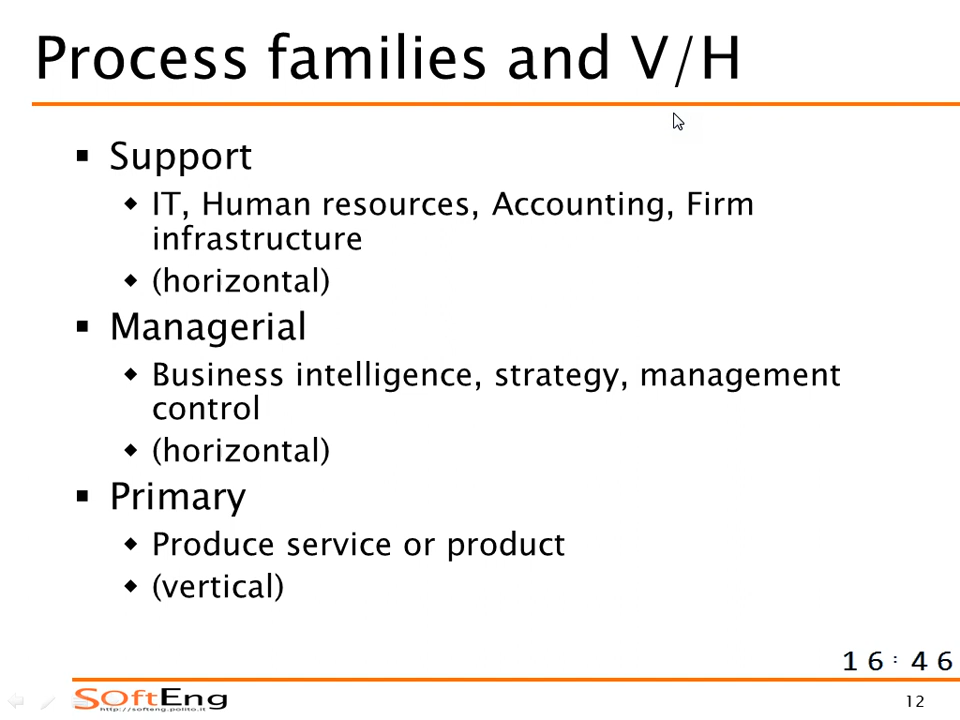 Process families and V/H
Support
IT, Human resources, Accounting, Firm
infrastructure
(horizontal)
Managerial
Business intelligence, strategy, management
control
(horizontal)
Primary
Produce service or product
(vertical)
16:46
SOftEng
http://softeng.polito.it
12